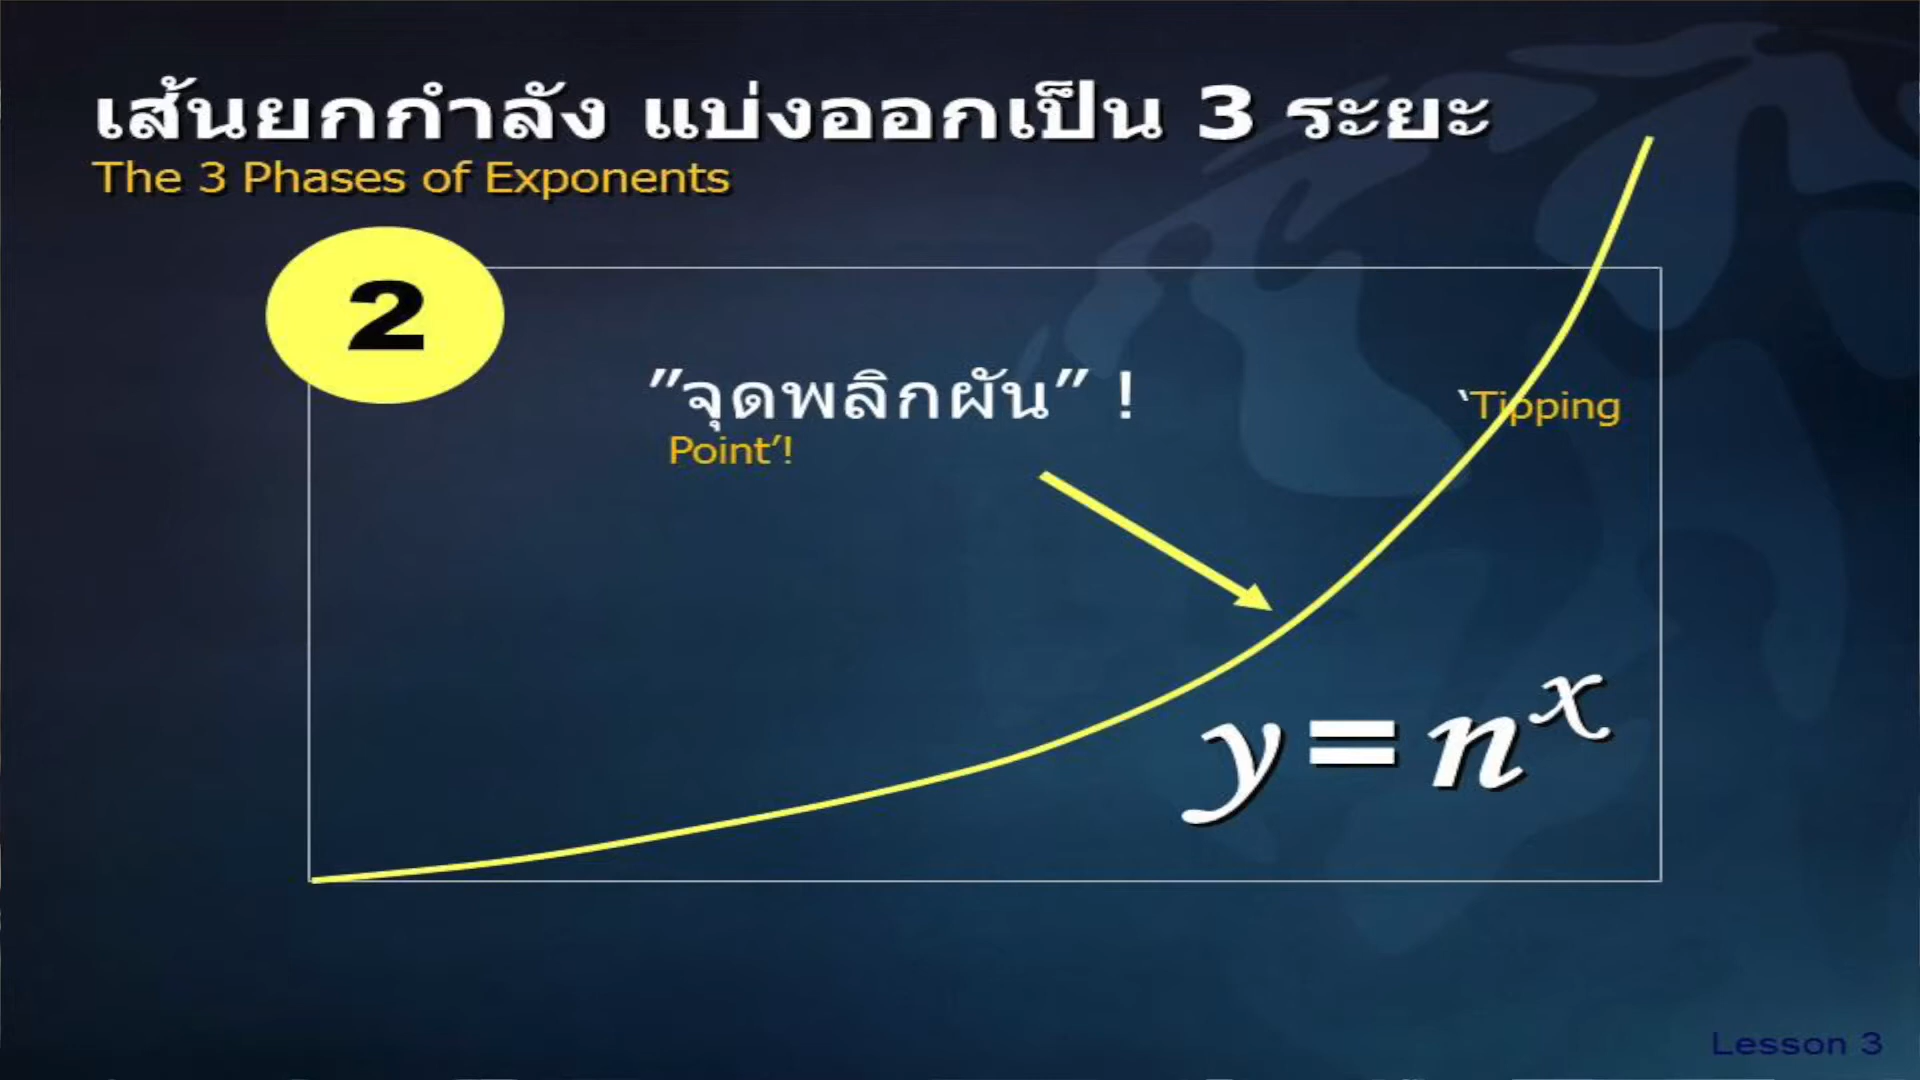 เส้นยกกำลัง แบ่งออกเป็น 3 ระยะ
The 3 Phases of Exponents
2
"จุดพลิกผัน" !
‛Tipping
Point’!
y=nˣ
Lesson 3